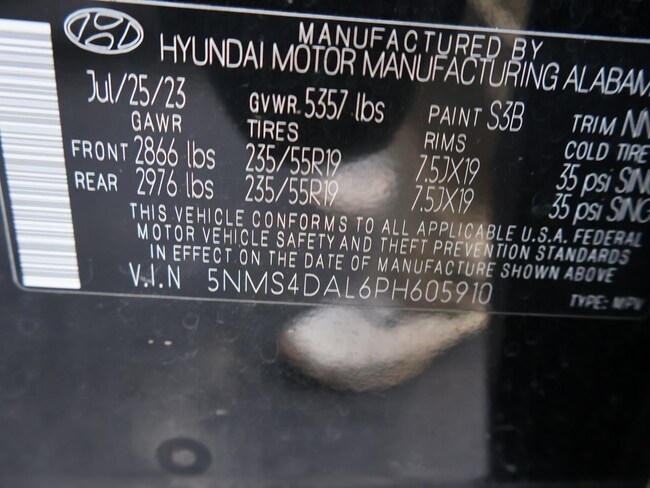 MANUFACTURED BY
HYUNDAI MOTOR MANUFACTURING ALABAM
Jul/25/23 GVWR 5357 lbs PAINT S3B TRIM NN
GAWR TIRES RIMS COLD TIRE
FRONT 2866 lbs 235/55R19 7.5JX19 35 psi SING
REAR 2976 lbs 235/55R19 7.5JX19 35 psi SING
THIS VEHICLE CONFORMS TO ALL APPLICABLE U.S.A. FEDERAL
MOTOR VEHICLE SAFETY AND THEFT PREVENTION STANDARDS
IN EFFECT ON THE DATE OF MANUFACTURE SHOWN ABOVE
V.I.N 5NMS4DAL6PH605910 TYPE: MPV